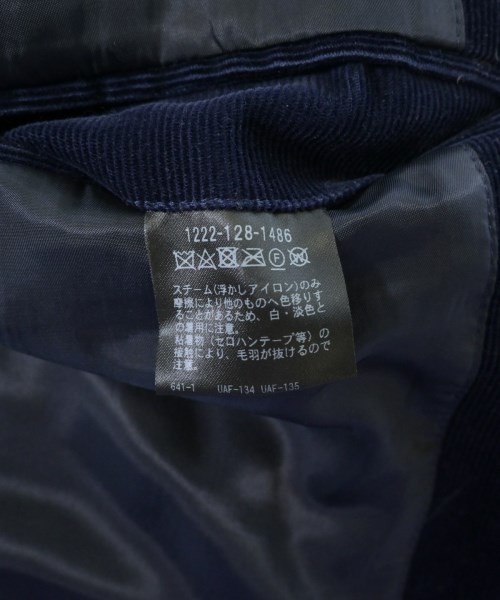 1222-128-1486
F W
スチーム(浮かしアイロン)のみ
摩擦により他のものへ色移りす
ることがあるため、白・淡色と
の着用に注意。
粘着物(セロハンテープ等)の
接触により、毛羽が抜けるので
注意。
641-1 UAF-134 UAF-135